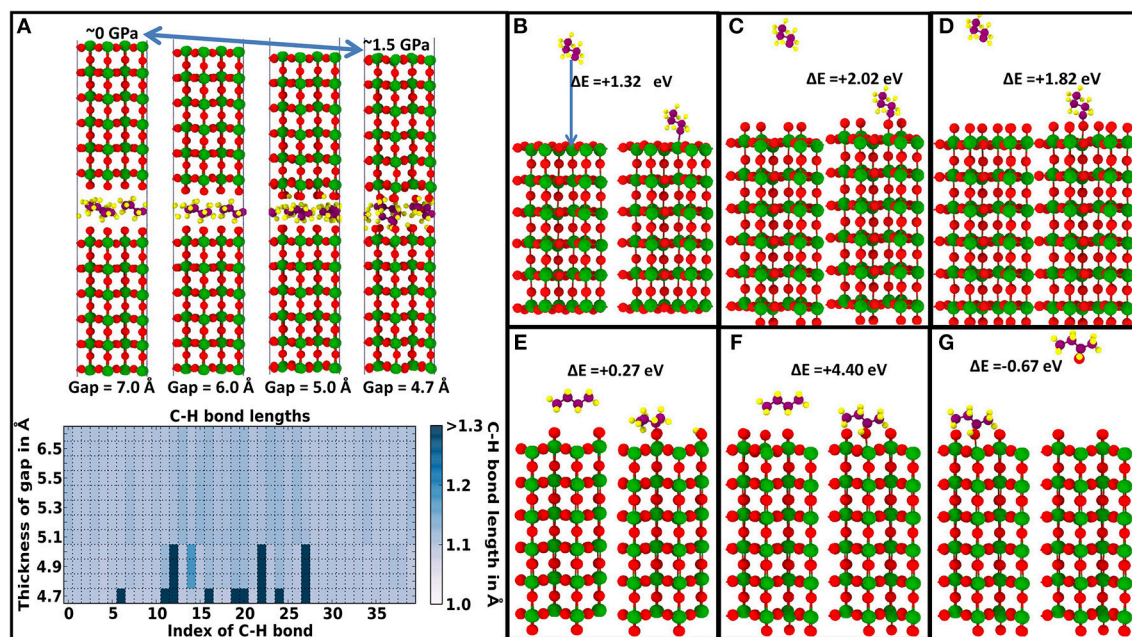 A
~0 GPa
~1.5 GPa
Gap = 7.0 Å Gap = 6.0 Å Gap = 5.0 Å Gap = 4.7 Å
C-H bond lengths
Thickness of gap in Å
6.5
5.5
5.3
5.1
4.9
4.7
0 5 10 15 20 25 30 35
Index of C-H bond
>1.3
1.2
1.1
1.0
C-H bond length in Å
B
ΔE =+1.32 eV
C
ΔE =+2.02 eV
D
ΔE =+1.82 eV
E
ΔE =+0.27 eV
F
ΔE =+4.40 eV
G
ΔE=-0.67 eV